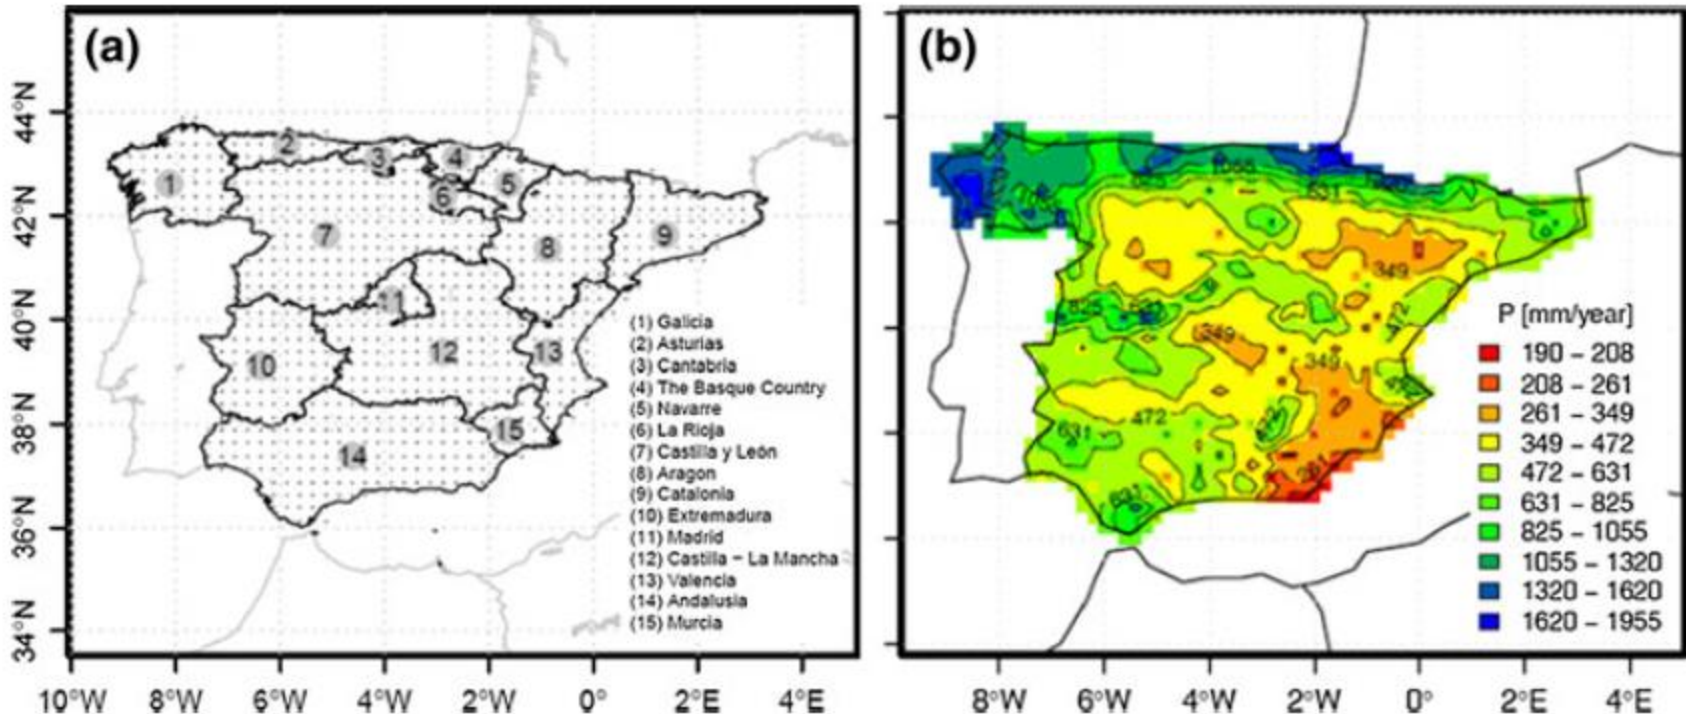 (a)
(b)
44°N
42°N
40°N
38°N
36°N
34°N
1
2
3
4
5
6
7
8
9
10
11
12
13
14
15
(1) Galicia
(2) Asturias
(3) Cantabria
(4) The Basque Country
(5) Navarre
(6) La Rioja
(7) Castilla y León
(8) Aragon
(9) Catalonia
(10) Extremadura
(11) Madrid
(12) Castilla – La Mancha
(13) Valencia
(14) Andalusia
(15) Murcia
10°W 8°W 6°W 4°W 2°W 0° 2°E 4°E
631
349
825
472
349
349
472
631
631
261
P [mm/year]
190 – 208
208 – 261
261 – 349
349 – 472
472 – 631
631 – 825
825 – 1055
1055 – 1320
1320 – 1620
1620 – 1955
8°W 6°W 4°W 2°W 0° 2°E 4°E